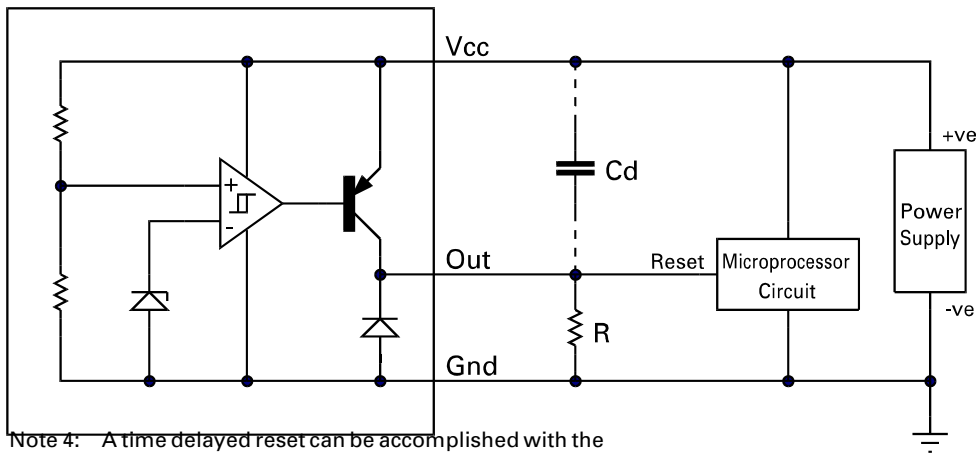 Vcc
+ve
+
-
Cd
Power
Supply
Out
Reset
Microprocessor
Circuit
-ve
R
Gnd
Note 4: A time delayed reset can be accomplished with the